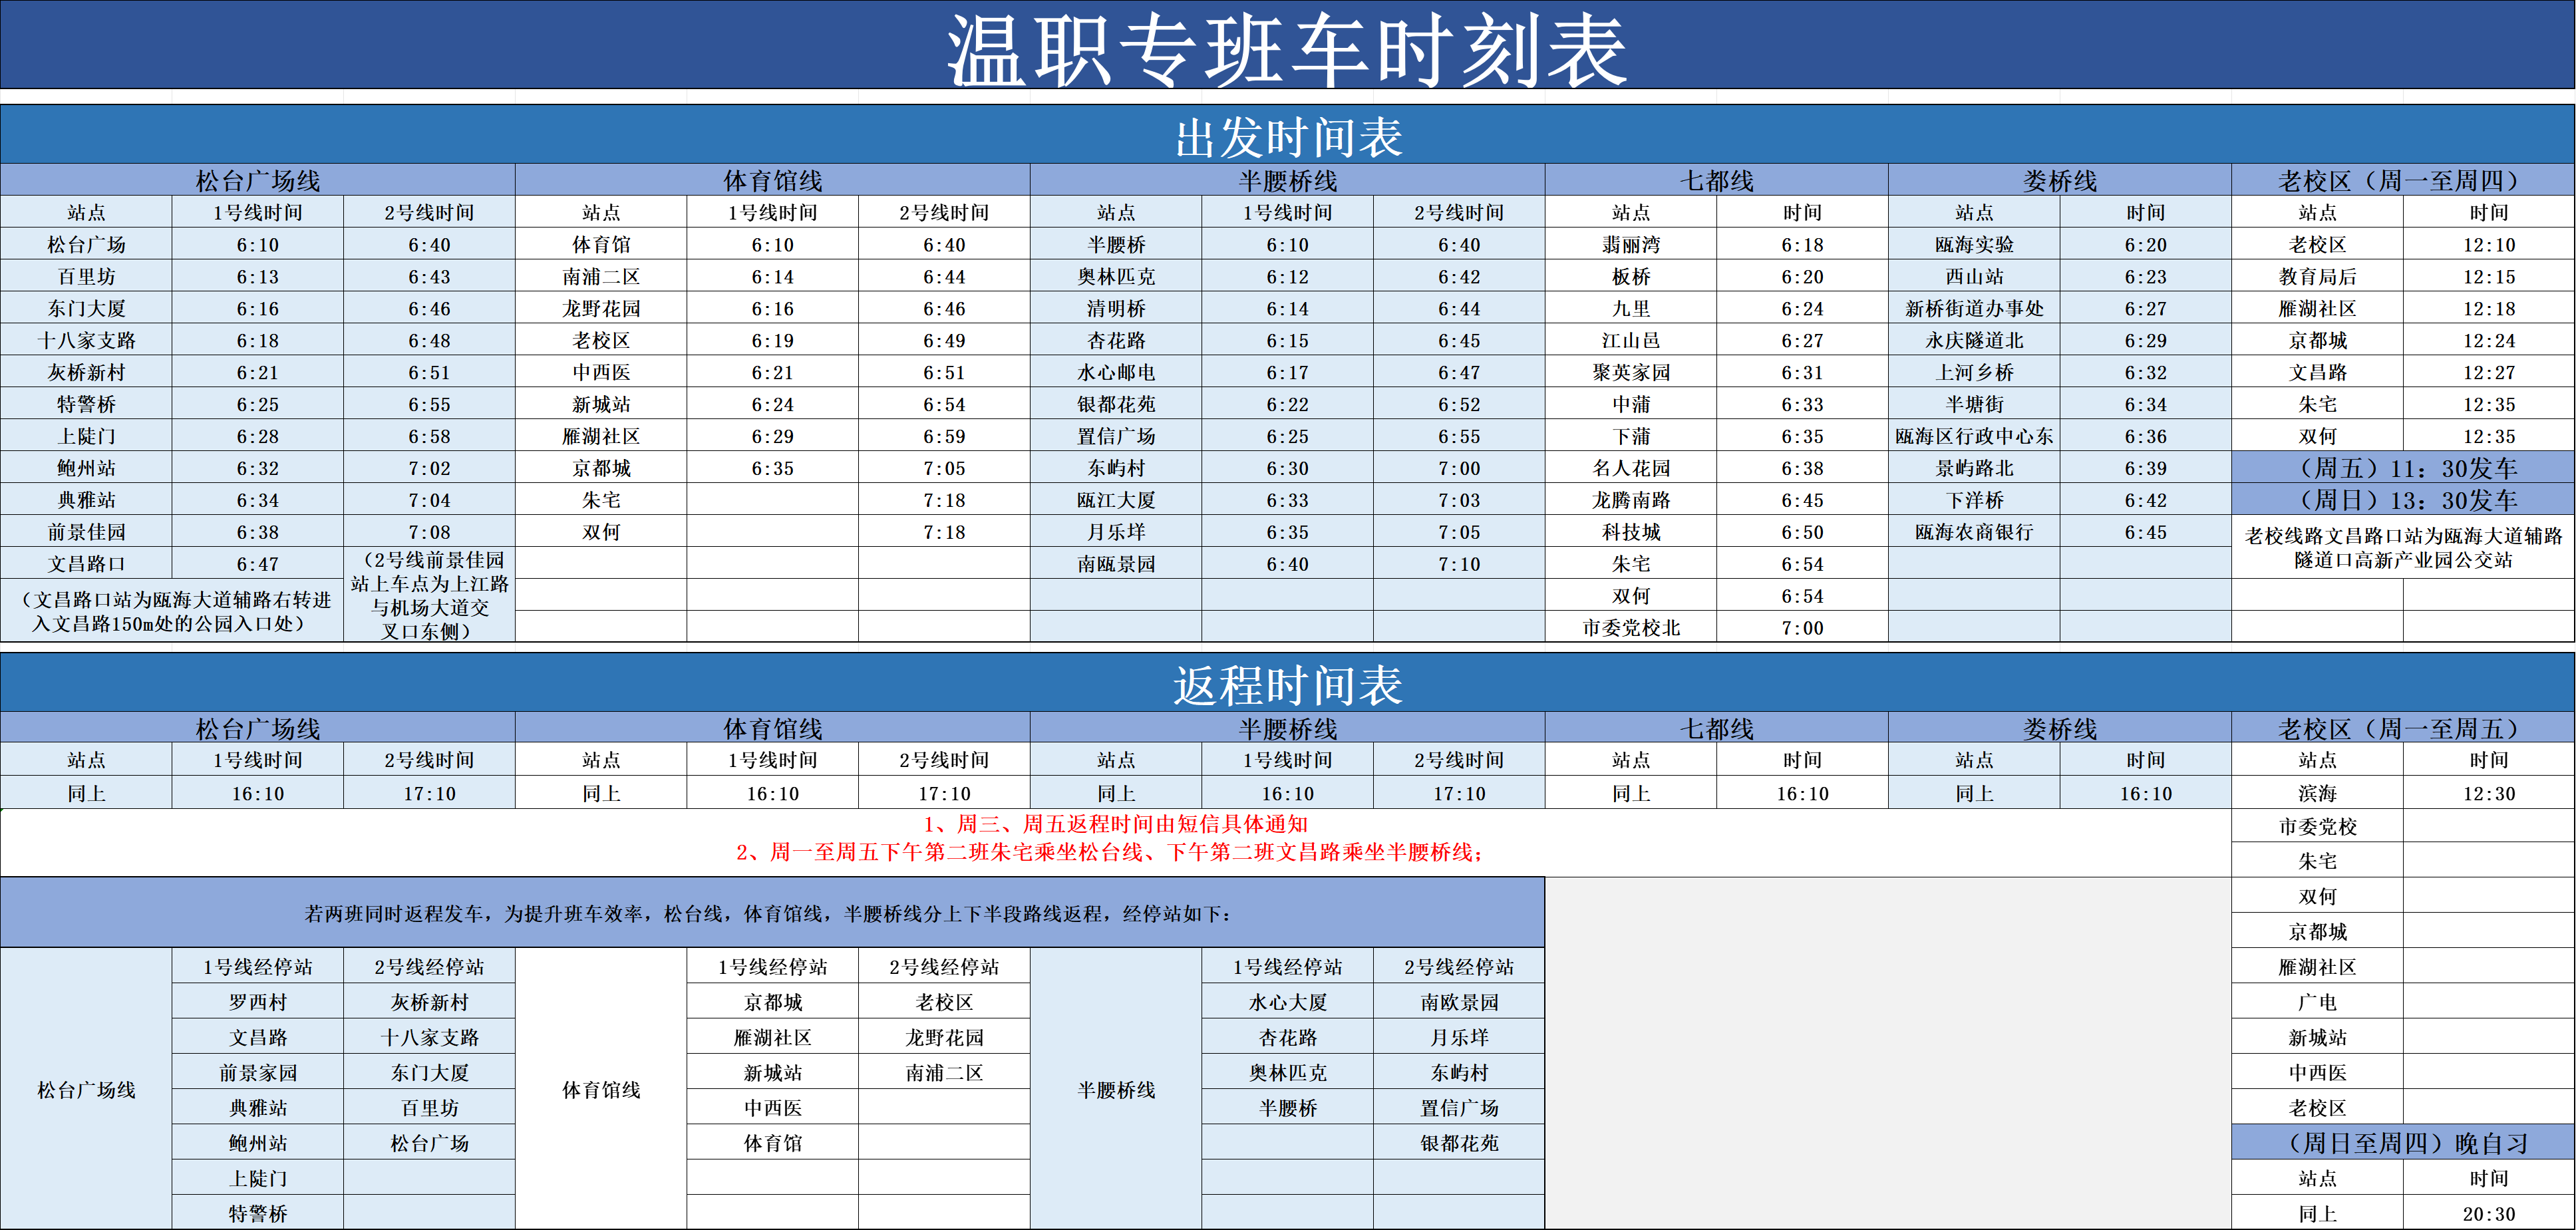 温职专班车时刻表
出发时间表
松台广场线 体育馆线 半腰桥线 七都线 娄桥线 老校区（周一至周四）
站点 1号线时间 2号线时间 站点 1号线时间 2号线时间 站点 1号线时间 2号线时间 站点 时间 站点 时间 站点 时间
松台广场 6:10 6:40 体育馆 6:10 6:40 半腰桥 6:10 6:40 翡丽湾 6:18 瓯海实验 6:20 老校区 12:10
百里坊 6:13 6:43 南浦二区 6:14 6:44 奥林匹克 6:12 6:42 板桥 6:20 西山站 6:23 教育局后 12:15
东门大厦 6:16 6:46 龙野花园 6:16 6:46 清明桥 6:14 6:44 九里 6:24 新桥街道办事处 6:27 雁湖社区 12:18
十八家支路 6:18 6:48 老校区 6:19 6:49 杏花路 6:15 6:45 江山邑 6:27 永庆隧道北 6:29 京都城 12:24
灰桥新村 6:21 6:51 中西医 6:21 6:51 水心邮电 6:17 6:47 聚英家园 6:31 上河乡桥 6:32 文昌路 12:27
特警桥 6:25 6:55 新城站 6:24 6:54 银都花苑 6:22 6:52 中蒲 6:33 半塘街 6:34 朱宅 12:35
上陡门 6:28 6:58 雁湖社区 6:29 6:59 置信广场 6:25 6:55 下蒲 6:35 瓯海区行政中心东 6:36 双何 12:35
鲍州站 6:32 7:02 京都城 6:35 7:05 东屿村 6:30 7:00 名人花园 6:38 景屿路北 6:39 （周五）11：30发车
典雅站 6:34 7:04 朱宅 7:18 瓯江大厦 6:33 7:03 龙腾南路 6:45 下洋桥 6:42 （周日）13：30发车
前景佳园 6:38 7:08 双何 7:18 月乐垟 6:35 7:05 科技城 6:50 瓯海农商银行 6:45
文昌路口 6:47 南瓯景园 6:40 7:10 朱宅 6:54
双何 6:54
市委党校北 7:00
（文昌路口站为瓯海大道辅路右转进
入文昌路150m处的公园入口处）
（2号线前景佳园
站上车点为上江路
与机场大道交
叉口东侧）
老校线路文昌路口站为瓯海大道辅路
隧道口高新产业园公交站
返程时间表
松台广场线 体育馆线 半腰桥线 七都线 娄桥线 老校区（周一至周五）
站点 1号线时间 2号线时间 站点 1号线时间 2号线时间 站点 1号线时间 2号线时间 站点 时间 站点 时间 站点 时间
同上 16:10 17:10 同上 16:10 17:10 同上 16:10 17:10 同上 16:10 同上 16:10 滨海 12:30
1、周三、周五返程时间由短信具体通知
2、周一至周五下午第二班朱宅乘坐松台线、下午第二班文昌路乘坐半腰桥线；
市委党校
朱宅
若两班同时返程发车，为提升班车效率，松台线，体育馆线，半腰桥线分上下半段路线返程，经停站如下：
双何
京都城
松台广场线 体育馆线 半腰桥线
1号线经停站 2号线经停站 1号线经停站 2号线经停站 1号线经停站 2号线经停站 雁湖社区
罗西村 灰桥新村 京都城 老校区 水心大厦 南欧景园 广电
文昌路 十八家支路 雁湖社区 龙野花园 杏花路 月乐垟 新城站
前景家园 东门大厦 新城站 南浦二区 奥林匹克 东屿村 中西医
典雅站 百里坊 中西医 半腰桥 置信广场 老校区
鲍州站 松台广场 体育馆 银都花苑 （周日至周四）晚自习
上陡门 站点 时间
特警桥 同上 20:30